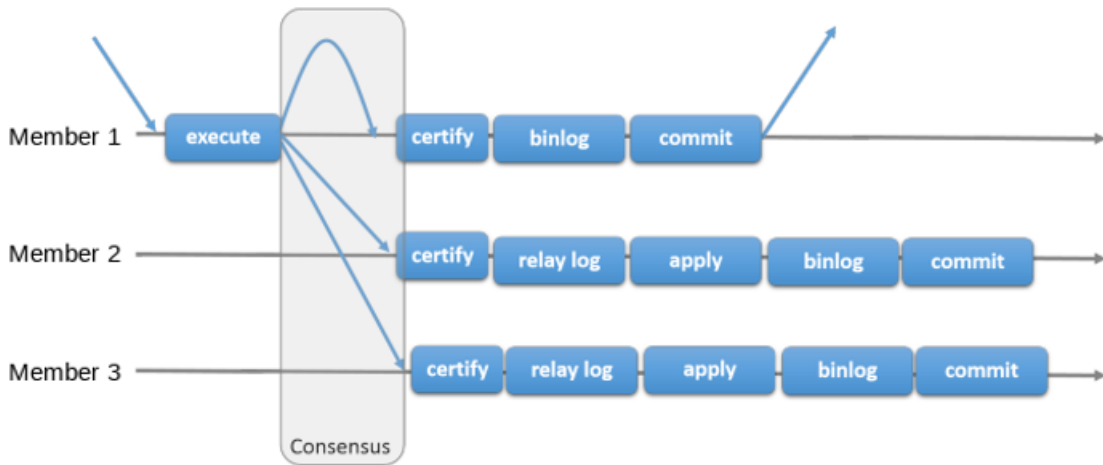 Member 1 execute certify binlog commit
Member 2 certify relay log apply binlog commit
Member 3 certify relay log apply binlog commit
Consensus